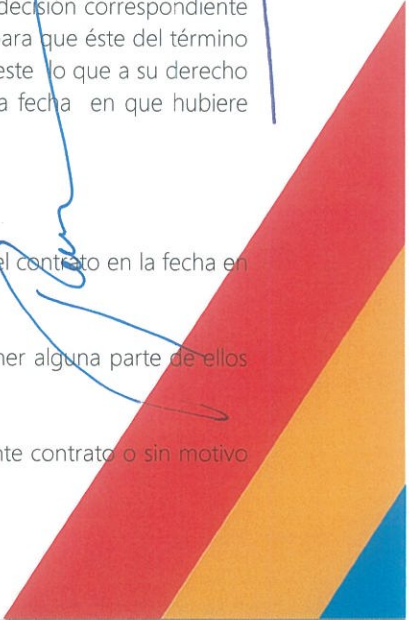 decisión correspondiente
para que éste del término
este lo que a su derecho
a fecha en que hubiere
el contrato en la fecha en
ner alguna parte de ellos
nte contrato o sin motivo